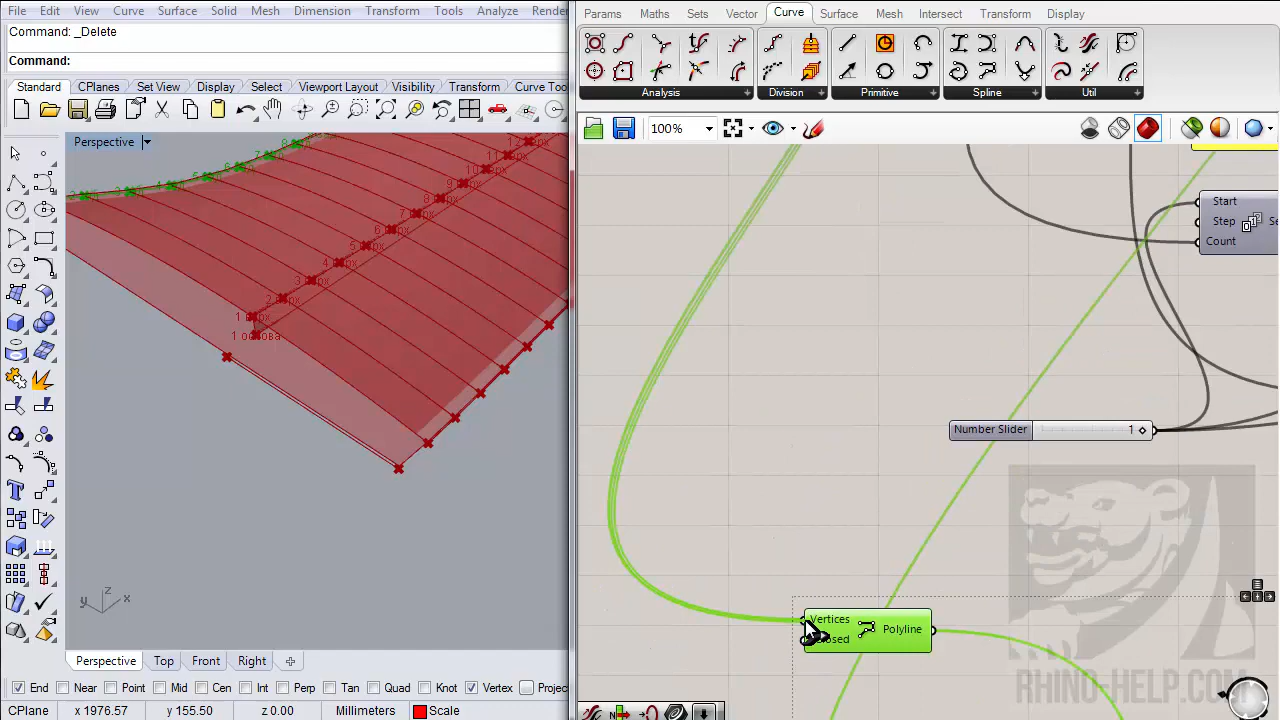 File Edit View Curve Surface Solid Mesh Dimension Transform Tools Analyze Render
Command: _Delete
Command:
Standard CPlanes Set View Display Select Viewport Layout Visibility Transform Curve Too
Perspective
1 основа
Perspective Top Front Right
End Near Point Mid Cen Int Perp Tan Quad Knot Vertex Projec
CPlane x 1976.57 y 155.50 z 0.00 Millimeters Scale
Params Maths Sets Vector Curve Surface Mesh Intersect Transform Display
Analysis Division Primitive Spline Util
100%
Start
Step
Count
Number Slider 1
Vertices
Polyline
RHINO-HELP.COM